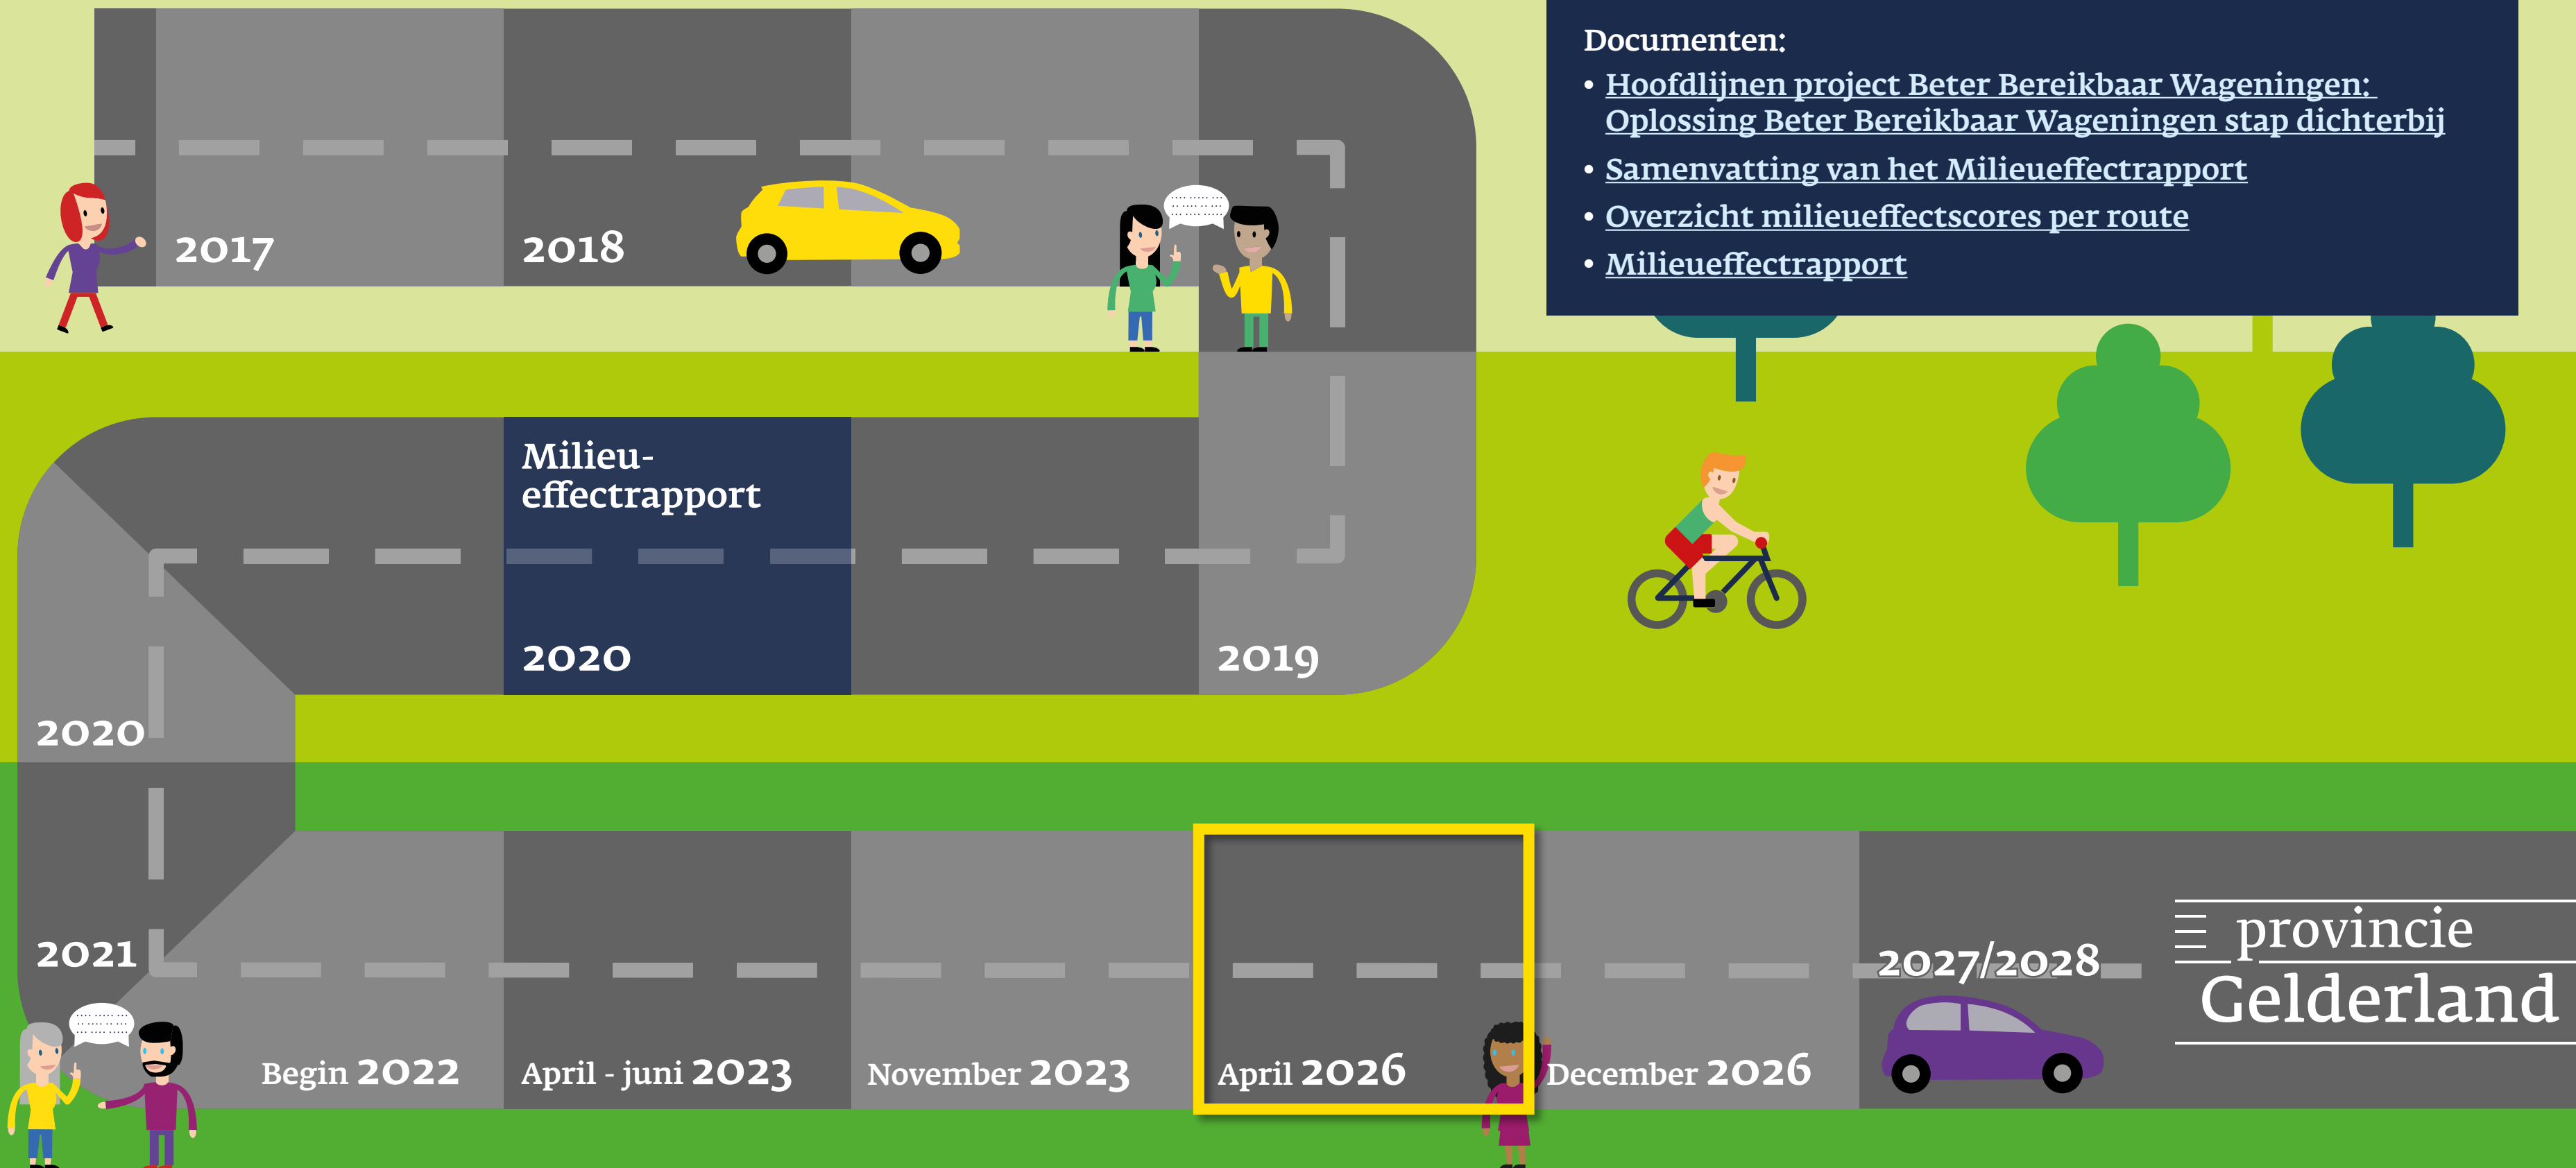 Documenten:
• Hoofdlijnen project Beter Bereikbaar Wageningen:
Oplossing Beter Bereikbaar Wageningen stap dichterbij
• Samenvatting van het Milieueffectrapport
• Overzicht milieueffectscores per route
• Milieueffectrapport
2017
2018
Milieu-
effectrapport
2020
2019
2020
2021
Begin 2022
April - juni 2023
November 2023
April 2026
December 2026
2027/2028
provincie
Gelderland